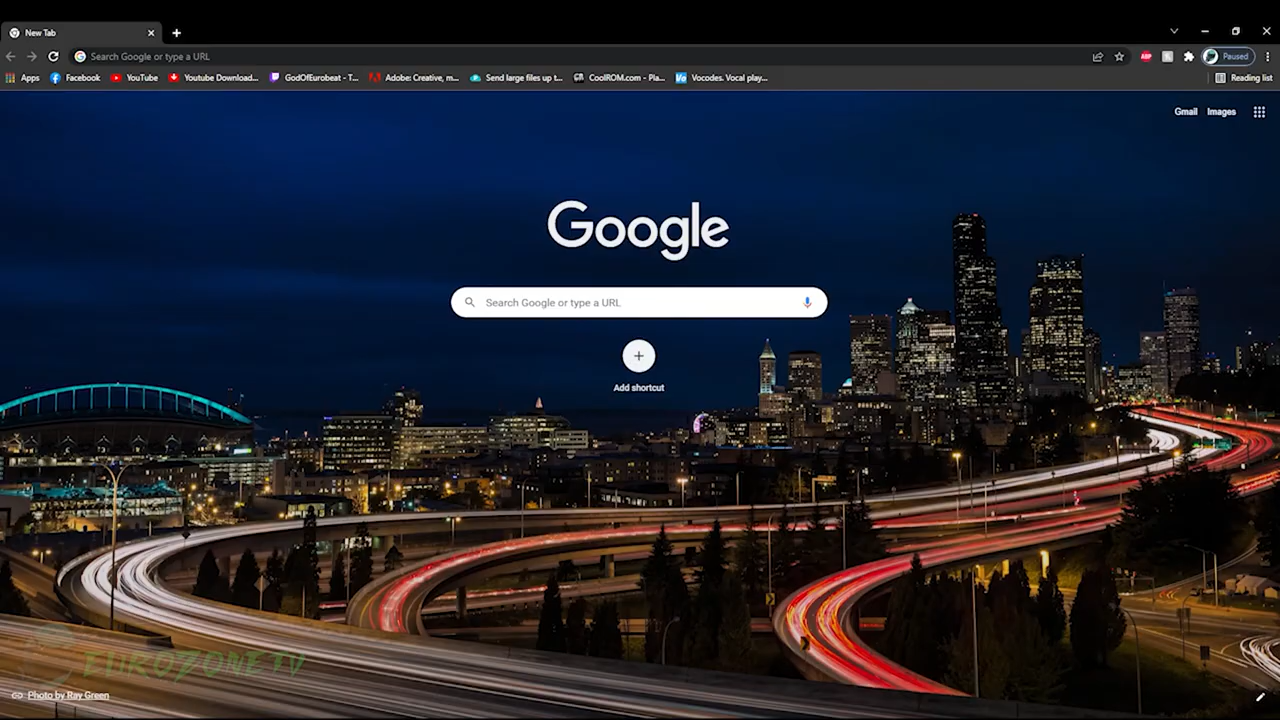 New Tab
Search Google or type a URL
Paused
Apps Facebook YouTube Youtube Download... GodOfEurobeat - T... Adobe: Creative, m... Send large files up t... CoolROM.com - Pla... Vocodes. Vocal play... Reading list
Gmail Images
Google
Search Google or type a URL
Add shortcut
EUROZONETV
Photo by Ray Green